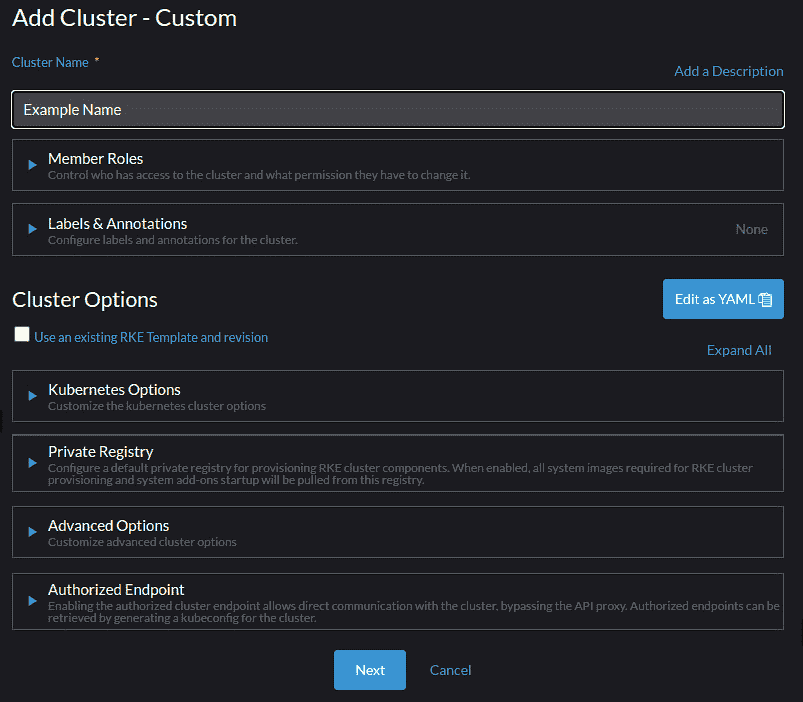 Add Cluster - Custom
Cluster Name *
Add a Description
Example Name
Member Roles
Control who has access to the cluster and what permission they have to change it.
Labels & Annotations
Configure labels and annotations for the cluster.
None
Cluster Options
Edit as YAML
Use an existing RKE Template and revision
Expand All
Kubernetes Options
Customize the kubernetes cluster options
Private Registry
Configure a default private registry for provisioning RKE cluster components. When enabled, all system images required for RKE cluster
provisioning and system add-ons startup will be pulled from this registry.
Advanced Options
Customize advanced cluster options
Authorized Endpoint
Enabling the authorized cluster endpoint allows direct communication with the cluster, bypassing the API proxy. Authorized endpoints can be
retrieved by generating a kubeconfig for the cluster.
Next
Cancel